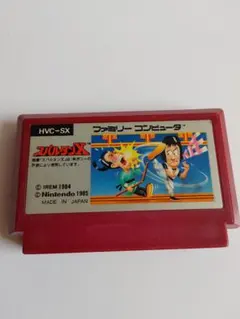 HVC-SX
ファミリー コンピュータ
スパルタンX
© IREM 1984
© Nintendo 1985
MADE IN JAPAN